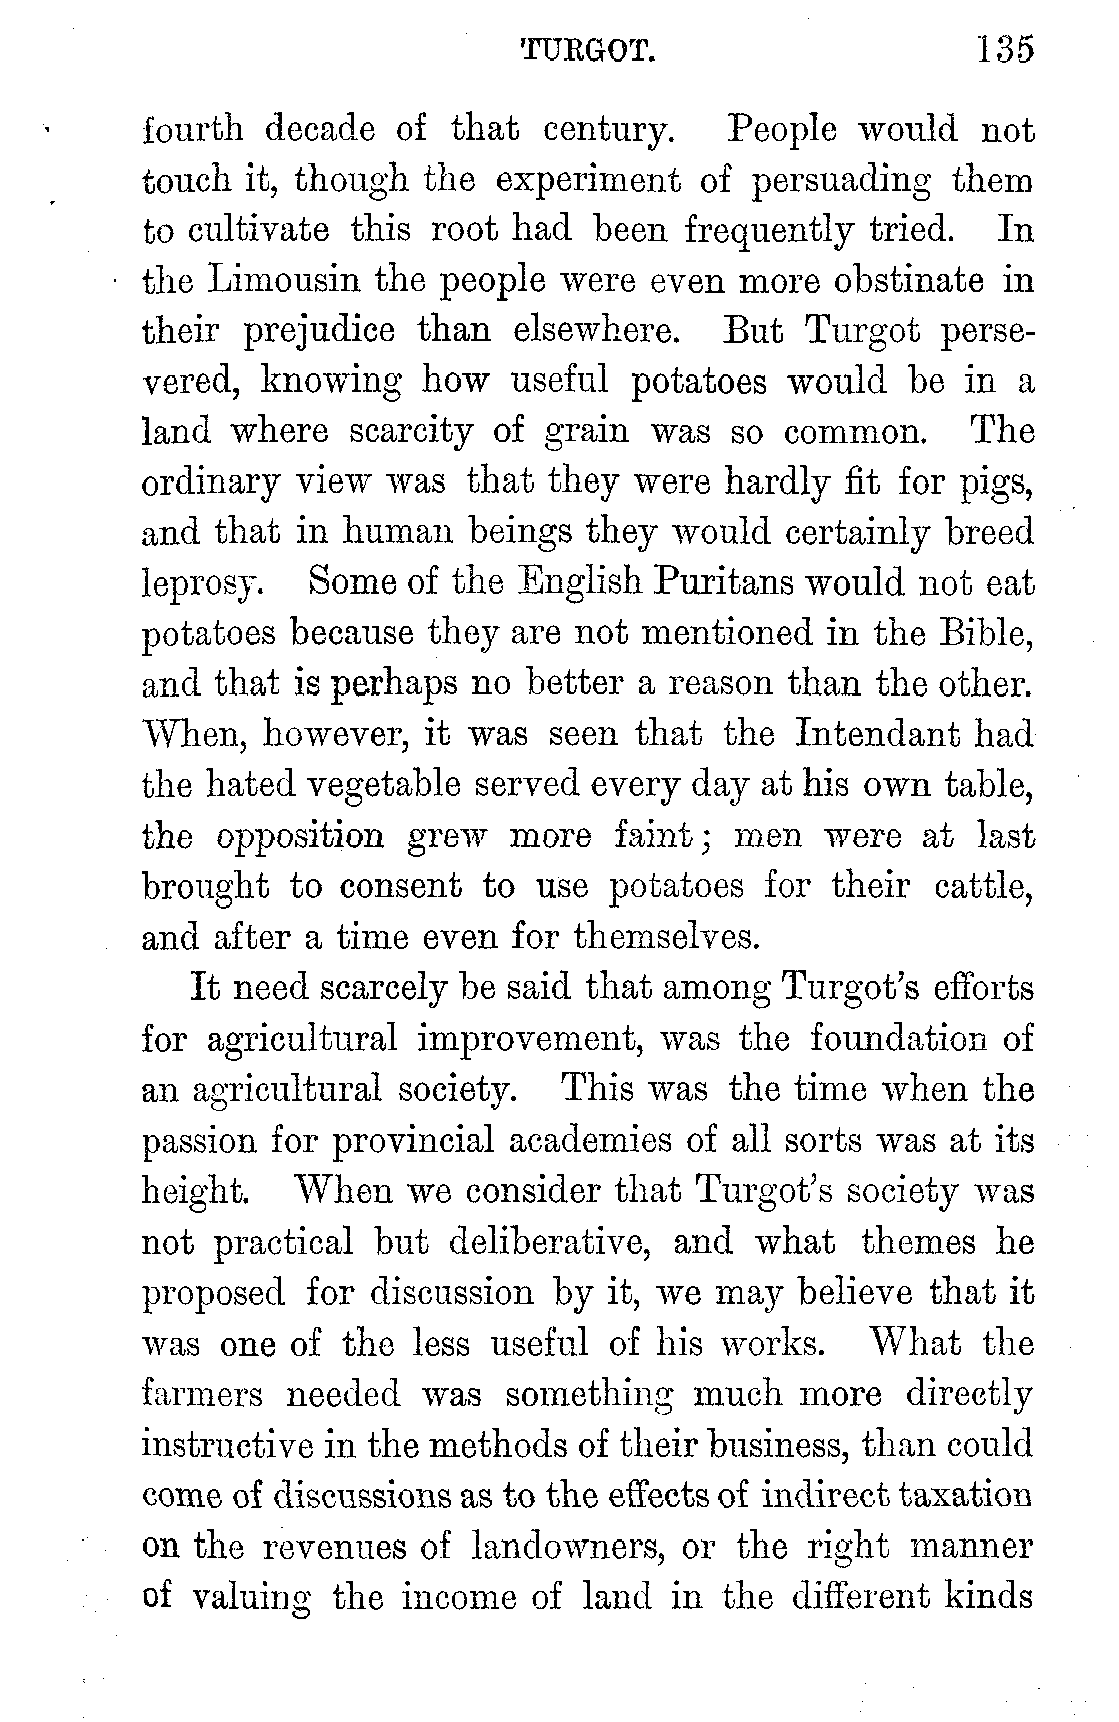 TURGOT. 135
fourth decade of that century. People would not
touch it, though the experiment of persuading them
to cultivate this root had been frequently tried. In
the Limousin the people were even more obstinate in
their prejudice than elsewhere. But Turgot perse-
vered, knowing how useful potatoes would be in a
land where scarcity of grain was so common. The
ordinary view was that they were hardly fit for pigs,
and that in human beings they would certainly breed
leprosy. Some of the English Puritans would not eat
potatoes because they are not mentioned in the Bible,
and that is perhaps no better a reason than the other.
When, however, it was seen that the Intendant had
the hated vegetable served every day at his own table,
the opposition grew more faint; men were at last
brought to consent to use potatoes for their cattle,
and after a time even for themselves.
It need scarcely be said that among Turgot's efforts
for agricultural improvement, was the foundation of
an agricultural society. This was the time when the
passion for provincial academies of all sorts was at its
height. When we consider that Turgot's society was
not practical but deliberative, and what themes he
proposed for discussion by it, we may believe that it
was one of the less useful of his works. What the
farmers needed was something much more directly
instructive in the methods of their business, than could
come of discussions as to the effects of indirect taxation
on the revenues of landowners, or the right manner
of valuing the income of land in the different kinds